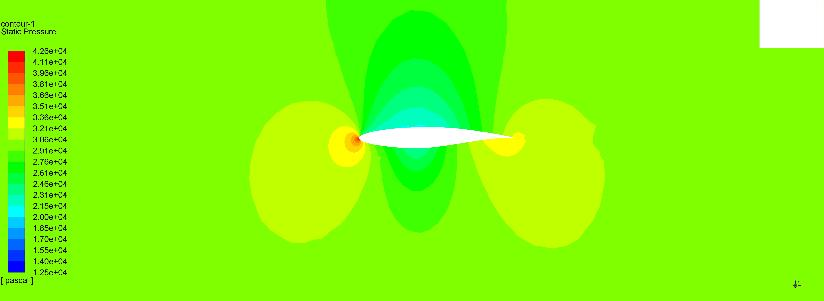 contour-1
Static Pressure
4.26e+04
4.11e+04
3.96e+04
3.81e+04
3.66e+04
3.51e+04
3.36e+04
3.21e+04
3.06e+04
2.91e+04
2.76e+04
2.61e+04
2.46e+04
2.31e+04
2.15e+04
2.00e+04
1.85e+04
1.70e+04
1.55e+04
1.40e+04
1.25e+04
[ pascal ]